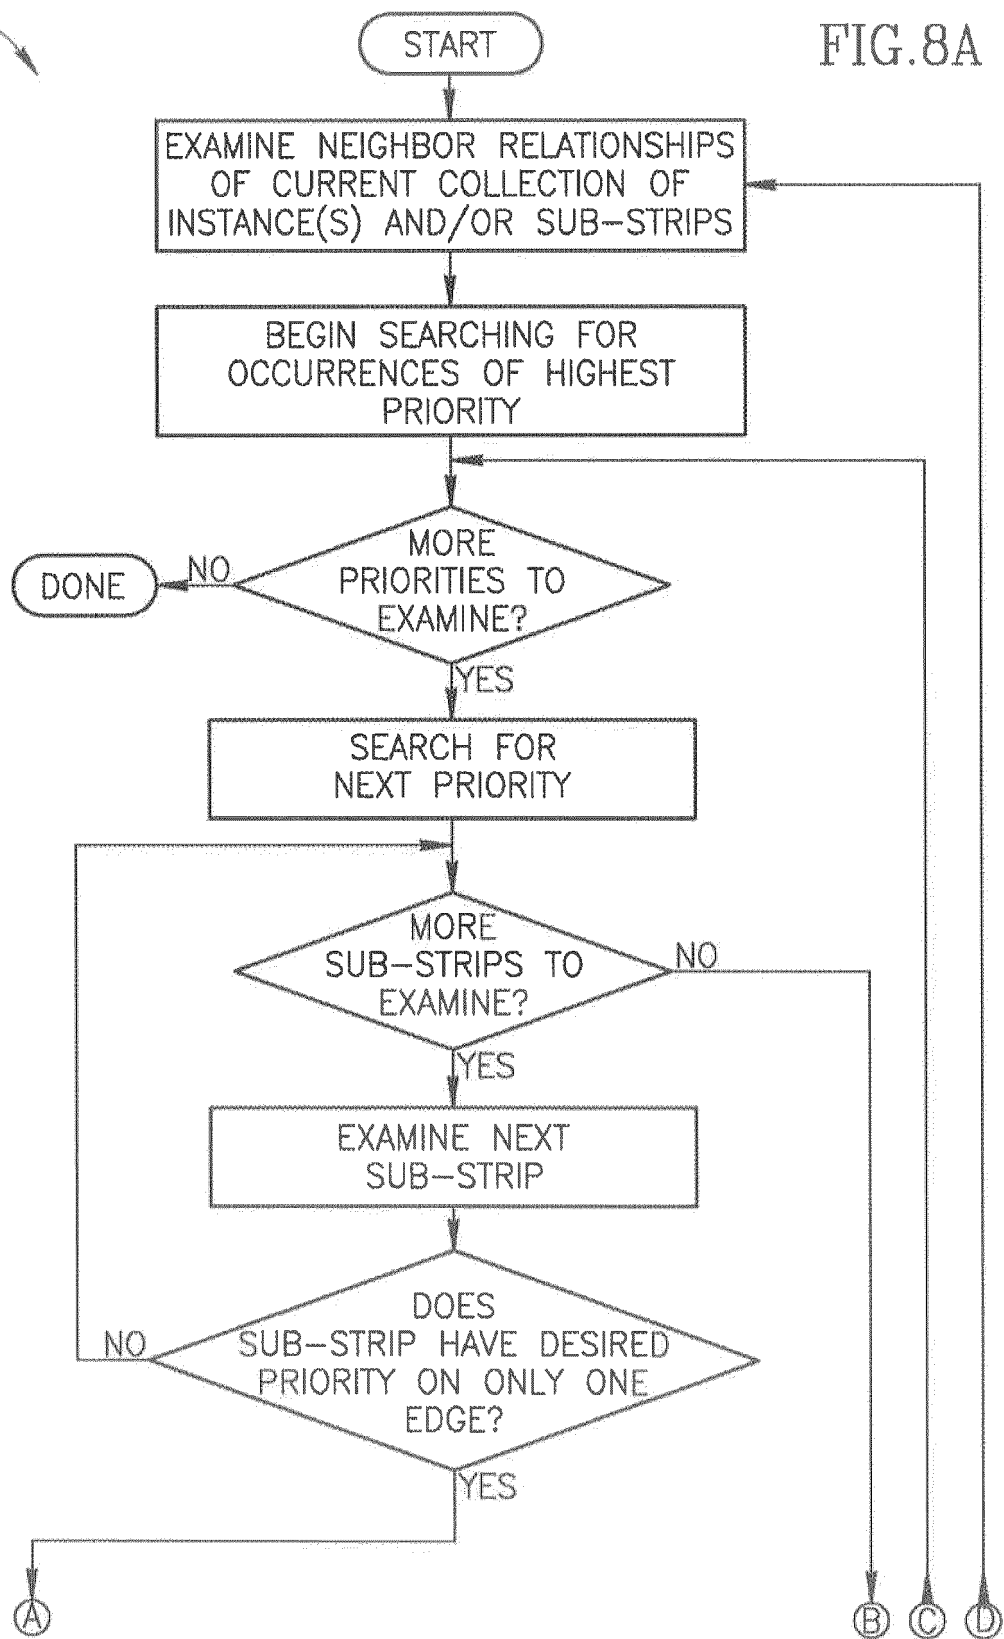 FIG.8A
START
EXAMINE NEIGHBOR RELATIONSHIPS
OF CURRENT COLLECTION OF
INSTANCE(S) AND/OR SUB-STRIPS
BEGIN SEARCHING FOR
OCCURRENCES OF HIGHEST
PRIORITY
MORE
PRIORITIES TO
EXAMINE?
NO
DONE
YES
SEARCH FOR
NEXT PRIORITY
MORE
SUB-STRIPS TO
EXAMINE?
NO
YES
EXAMINE NEXT
SUB-STRIP
DOES
SUB-STRIP HAVE DESIRED
PRIORITY ON ONLY ONE
EDGE?
NO
YES
A
B
C
D